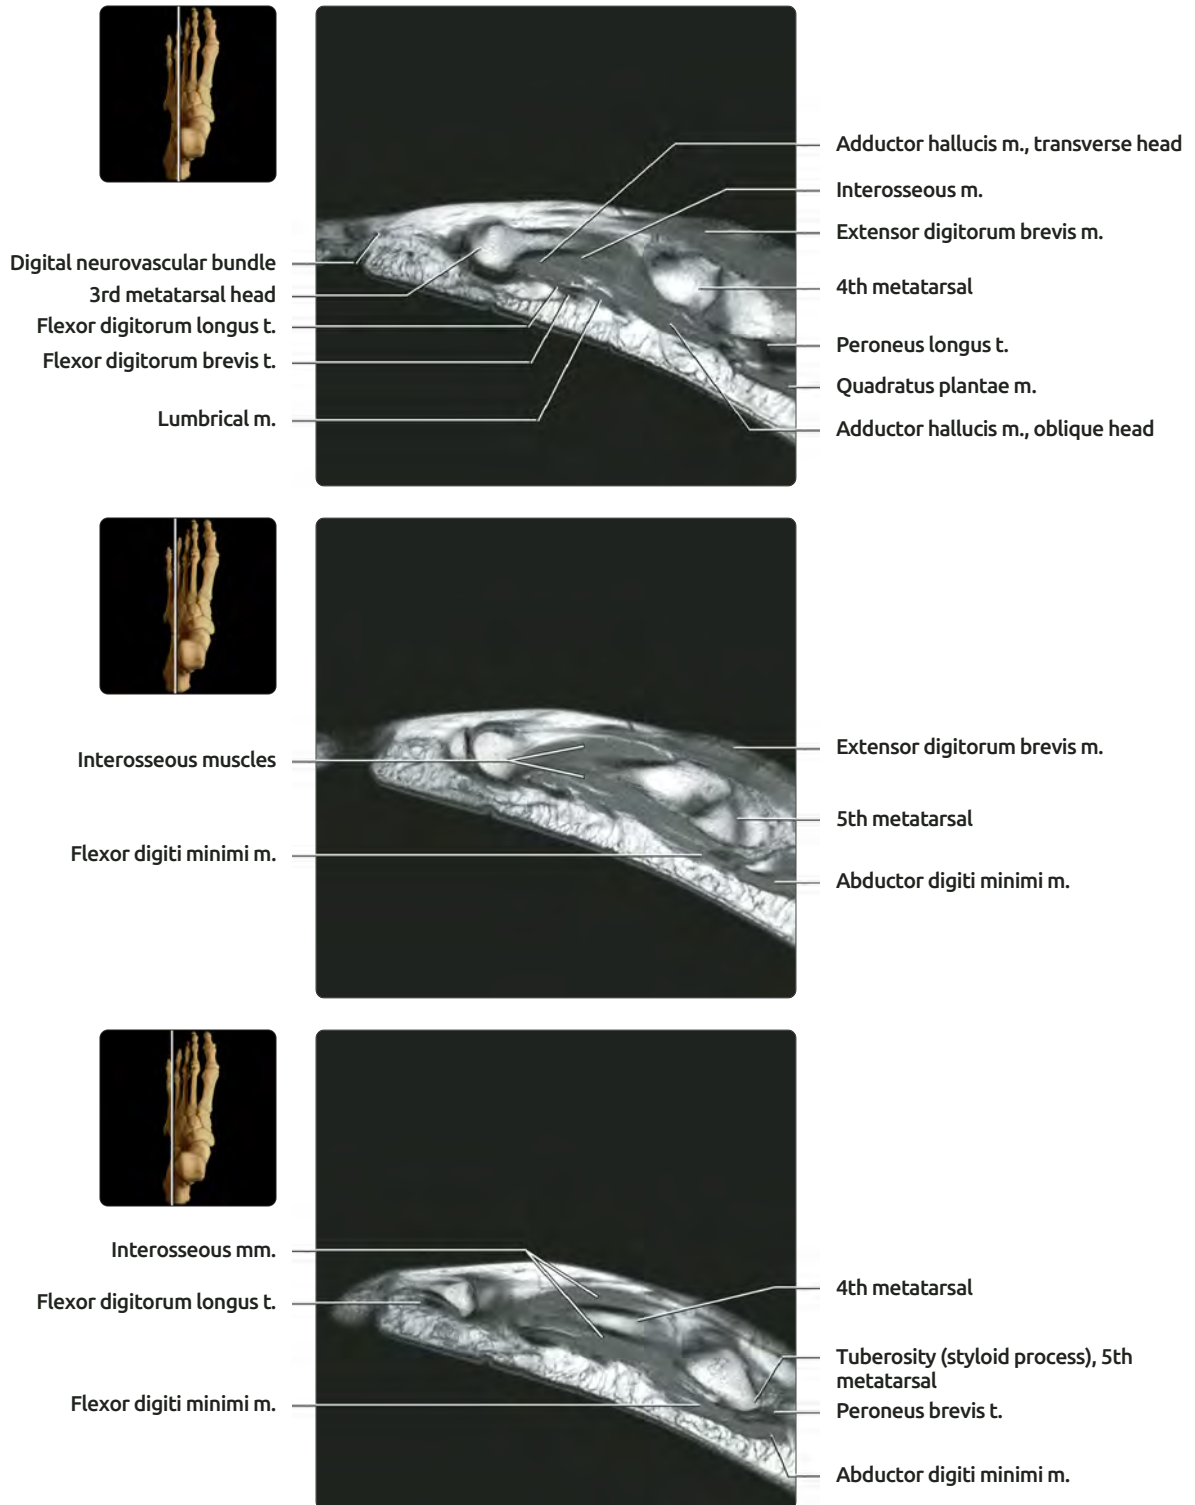 Adductor hallucis m., transverse head
Interosseous m.
Extensor digitorum brevis m.
Digital neurovascular bundle
3rd metatarsal head
4th metatarsal
Flexor digitorum longus t.
Peroneus longus t.
Flexor digitorum brevis t.
Quadratus plantae m.
Lumbrical m.
Adductor hallucis m., oblique head
Interosseous muscles
Extensor digitorum brevis m.
5th metatarsal
Flexor digiti minimi m.
Abductor digiti minimi m.
Interosseous mm.
Flexor digitorum longus t.
4th metatarsal
Tuberosity (styloid process), 5th
metatarsal
Flexor digiti minimi m.
Peroneus brevis t.
Abductor digiti minimi m.